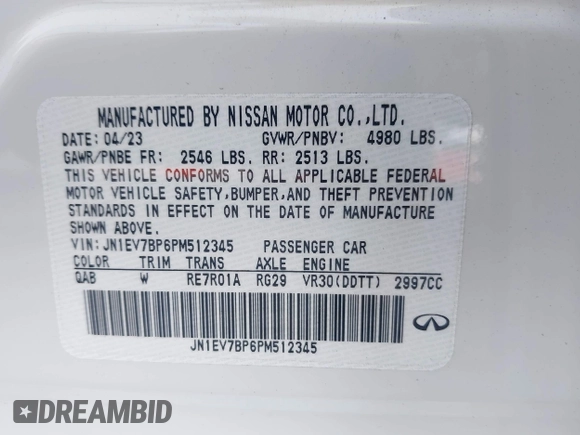 MANUFACTURED BY NISSAN MOTOR CO.,LTD.
DATE: 04/23 GVWR/PNBV: 4980 LBS.
GAWR/PNBE FR: 2546 LBS. RR: 2513 LBS.
THIS VEHICLE CONFORMS TO ALL APPLICABLE FEDERAL
MOTOR VEHICLE SAFETY,BUMPER,AND THEFT PREVENTION
STANDARDS IN EFFECT ON THE DATE OF MANUFACTURE
SHOWN ABOVE.
VIN:JN1EV7BP6PM512345 PASSENGER CAR
COLOR TRIM TRANS AXLE ENGINE
QAB W RE7R01A RG29 VR30(DDTT) 2997CC
JN1EV7BP6PM512345
DREAMBID